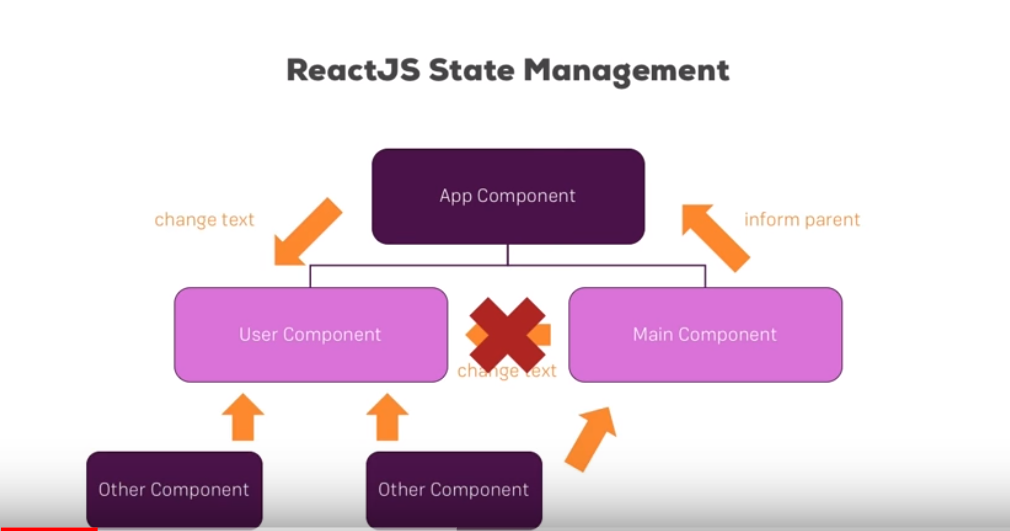 ReactJS State Management
App Component
change text
inform parent
User Component
Main Component
change text
Other Component
Other Component